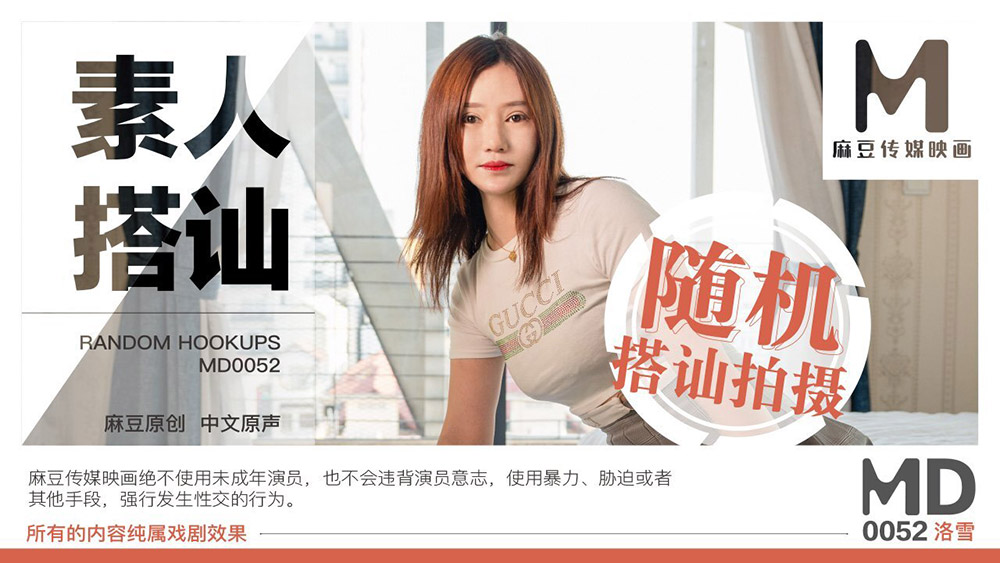 素人
搭讪
RANDOM HOOKUPS
MD0052
麻豆原创 中文原声
M
麻豆传媒映画
GUCCI
随机
搭讪拍摄
麻豆传媒映画绝不使用未成年演员，也不会违背演员意志，使用暴力、胁迫或者
其他手段，强行发生性交的行为。
所有的内容纯属戏剧效果
MD
0052 洛雪